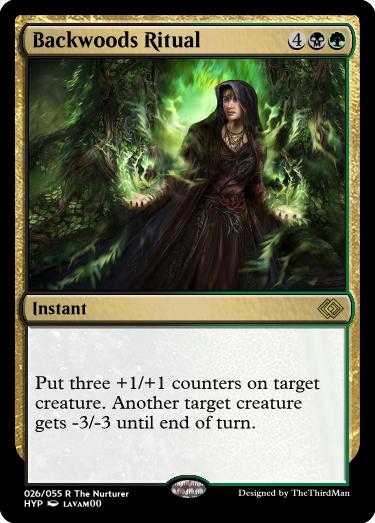 Backwoods Ritual 4
Instant
Put three +1/+1 counters on target
creature. Another target creature
gets -3/-3 until end of turn.
026/055 R The Nurturer
Designed by TheThirdMan
HYP LAVAM00